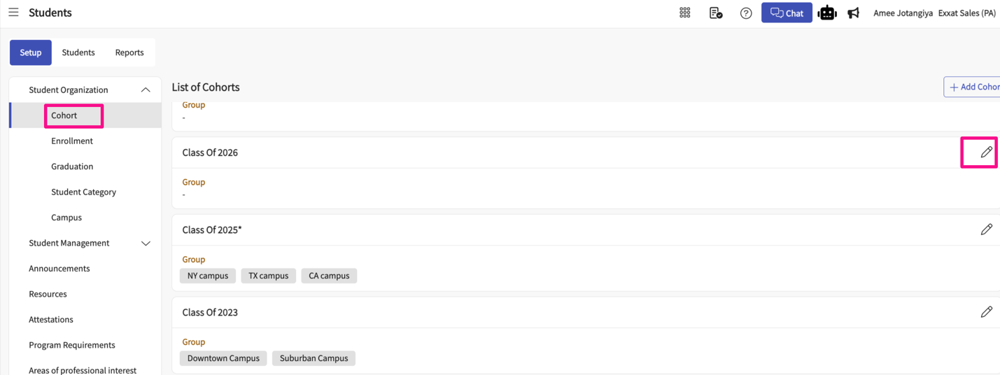 Students
Chat
Amee Jotangiya Exxat Sales (PA)
Setup
Students
Reports
Student Organization
Cohort
Enrollment
Graduation
Student Category
Campus
Student Management
Announcements
Resources
Attestations
Program Requirements
Areas of professional interest
List of Cohorts
+ Add Cohor
Group
-
Class Of 2026
Group
-
Class Of 2025*
Group
NY campus TX campus CA campus
Class Of 2023
Group
Downtown Campus Suburban Campus